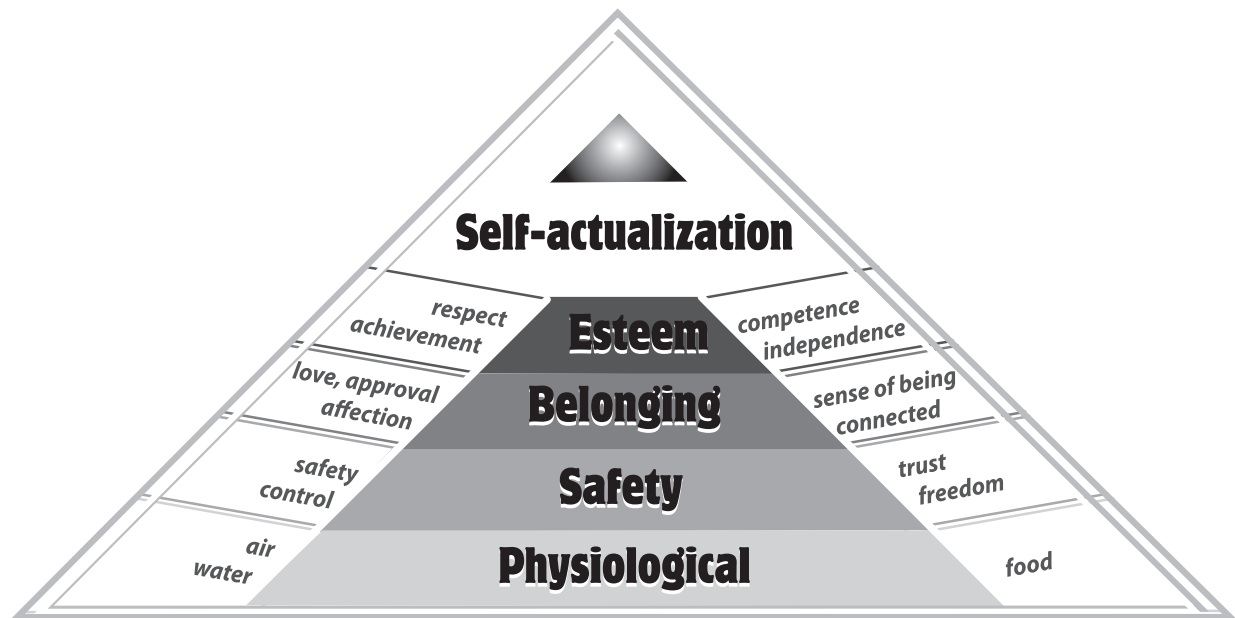 Self-actualization
respect
achievement
Esteem
competence
independence
love, approval
affection
Belonging
sense of being
connected
safety
control
Safety
trust
freedom
air
water
Physiological
food